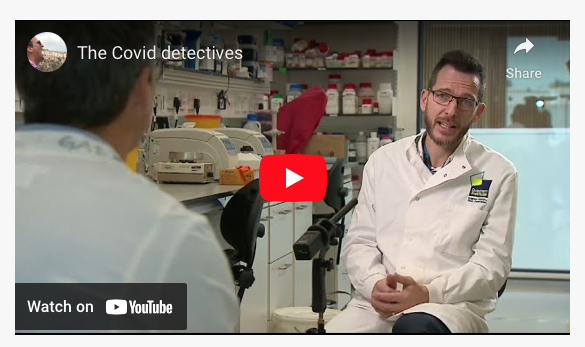 The Covid detectives
Share
Watch on YouTube